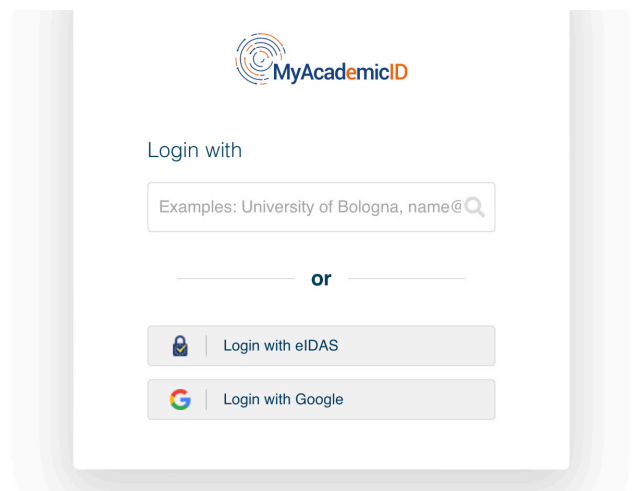 MyAcademicID
Login with
Examples: University of Bologna, name@
or
Login with eIDAS
Login with Google